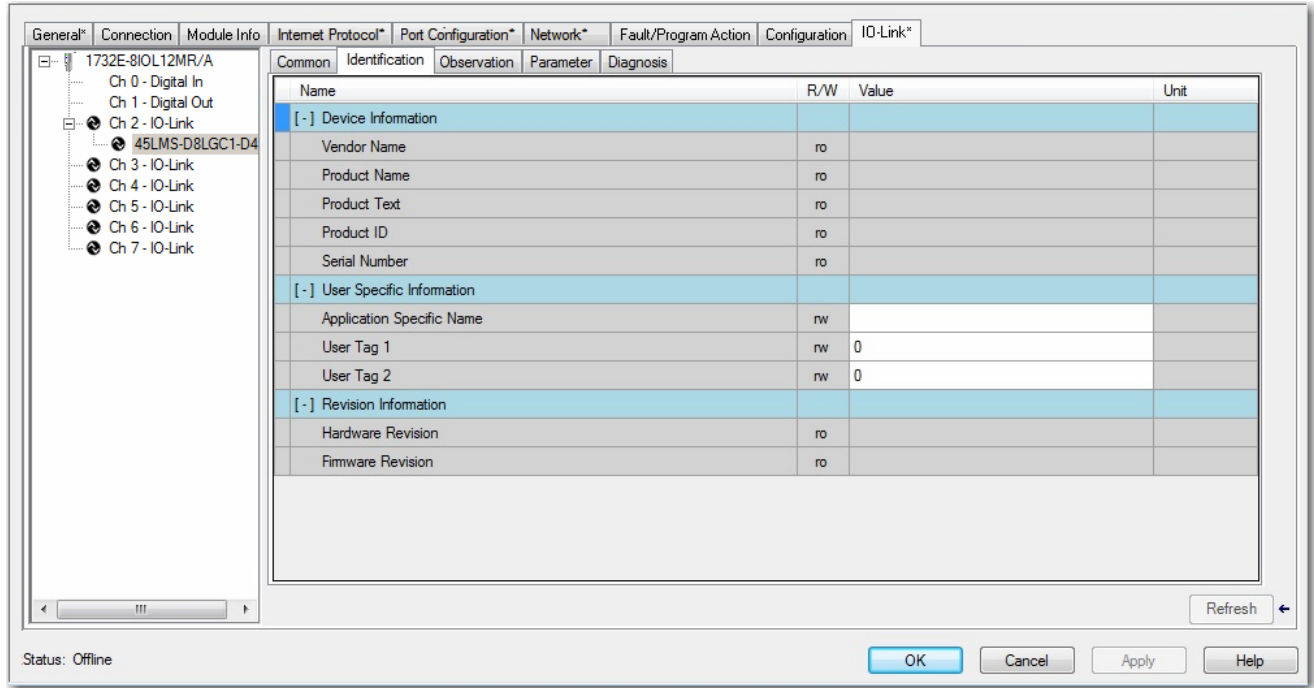 General* Connection Module Info Internet Protocol* Port Configuration* Network* Fault/Program Action Configuration IO-Link*
1732E-8IOL12MR/A
Ch 0 - Digital In
Ch 1 - Digital Out
Ch 2 - IO-Link
45LMS-D8LGC1-D4
Ch 3 - IO-Link
Ch 4 - IO-Link
Ch 5 - IO-Link
Ch 6 - IO-Link
Ch 7 - IO-Link
Common Identification Observation Parameter Diagnosis
Name R/W Value Unit
[-] Device Information
Vendor Name ro
Product Name ro
Product Text ro
Product ID ro
Serial Number ro
[-] User Specific Information
Application Specific Name rw
User Tag 1 rw 0
User Tag 2 rw 0
[-] Revision Information
Hardware Revision ro
Firmware Revision ro
Refresh
Status: Offline
OK Cancel Apply Help